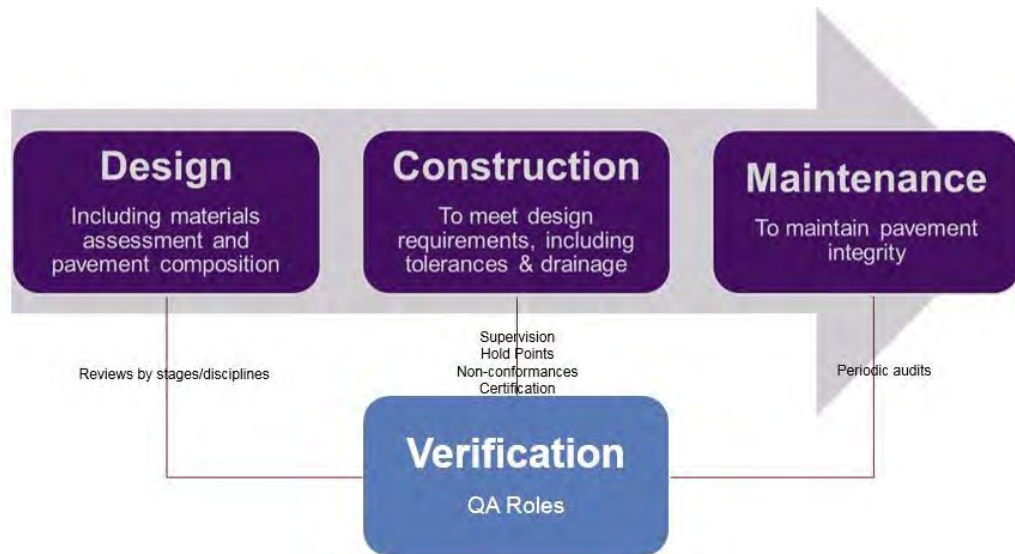 Design
Including materials
assessment and
pavement composition
Construction
To meet design
requirements, including
tolerances & drainage
Maintenance
To maintain pavement
integrity
Reviews by stages/disciplines
Supervision
Hold Points
Non-conformances
Certification
Periodic audits
Verification
QA Roles